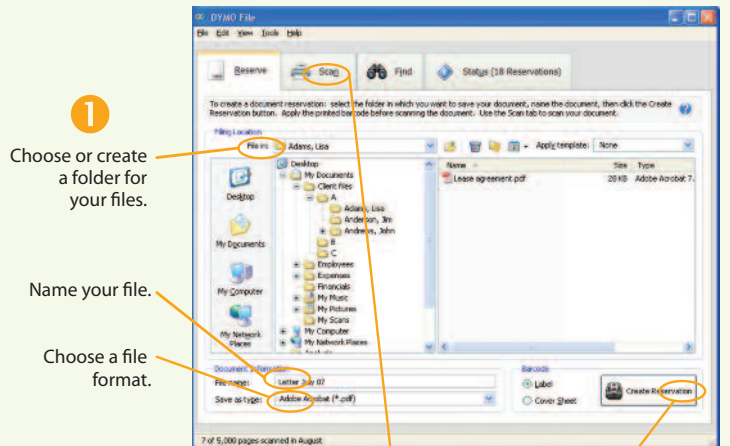 DYMO File
File Edit View Tools Help
Reserve Scan Find Status (18 Reservations)
To create a document reservation: select the folder in which you want to save your document, name the document, then click the Create
Reservation button. Apply the printed barcode before scanning the document. Use the Scan tab to scan your document.
1
Choose or create
a folder for
your files.
Filing Location
File in: Adams, Lisa
Apply template: None
Desktop
My Documents
My Computer
My Network
Places
Desktop
My Documents
Client files
A
Adams, Lisa
Anderson, Jim
Andrews, John
B
C
Employees
Expenses
Financials
My Music
My Pictures
My Scans
My Computer
My Network Places
Name Size Type
Lease agreement.pdf 28 KB Adobe Acrobat 7.
Name your file.
Choose a file
format.
Document Information
File name: Letter July 07
Save as type: Adobe Acrobat (*.pdf)
Barcode
Label
Cover Sheet
Create Reservation
7 of 5,000 pages scanned in August